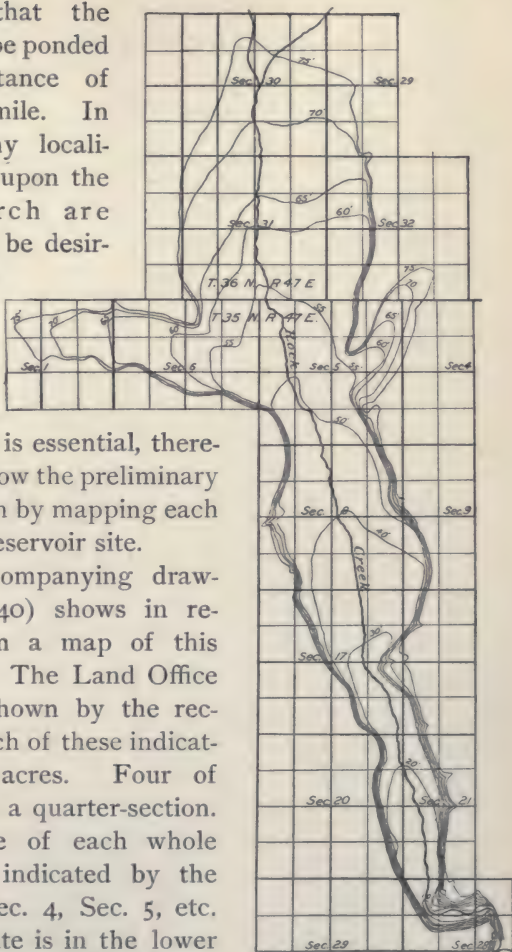 that the
be ponded
tance of
mile. In
ny locali-
upon the
rch are
be desir-
is essential, there-
ow the preliminary
n by mapping each
eservoir site.
ompanying draw-
40) shows in re-
n a map of this
The Land Office
hown by the rec-
ch of these indicat-
acres. Four of
a quarter-section.
e of each whole
indicated by the
ec. 4, Sec. 5, etc.
te is in the lower
75'
Sec. 30
Sec. 29
70'
65'
Sec. 31
60'
Sec. 32
T. 36 N. R 47 E
75'
70
T. 35 N. R 47 E.
55
65'
60'
Sec. 1
Sec. 6
55
Sec. 5
55
Sec. 4
50
Sec. 8
Sec. 9
40'
Creek
30'
Sec. 17
20
Sec. 20
Sec. 21
Sec. 29
Sec. 28